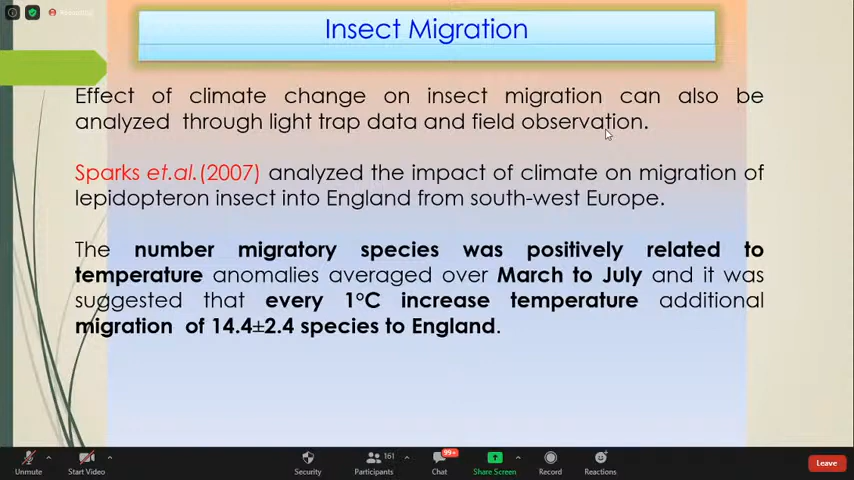 Recording
Insect Migration
Effect of climate change on insect migration can also be
analyzed through light trap data and field observation.
Sparks et.al.(2007) analyzed the impact of climate on migration of
lepidopteron insect into England from south-west Europe.
The number migratory species was positively related to
temperature anomalies averaged over March to July and it was
suggested that every 1°C increase temperature additional
migration of 14.4±2.4 species to England.
161
99+
Unmute Start Video Security Participants Chat Share Screen Record Reactions Leave